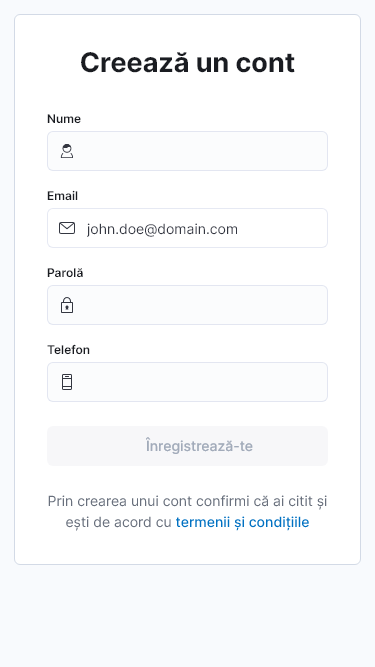 Creează un cont
Nume
Email
john.doe@domain.com
Parolă
Telefon
Înregistrează-te
Prin crearea unui cont confirmi că ai citit și
ești de acord cu termenii și condițiile